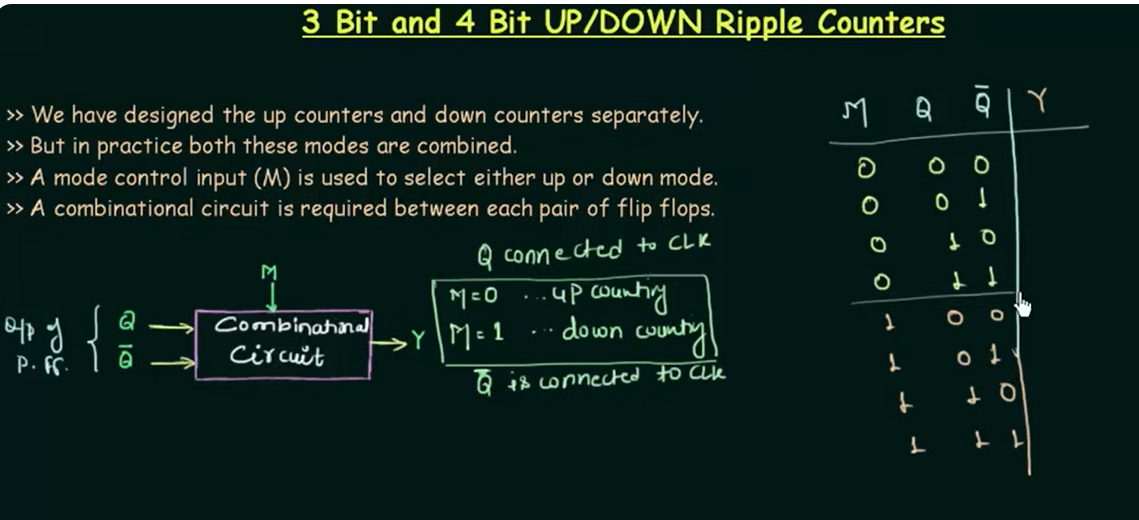 3 Bit and 4 Bit UP/DOWN Ripple Counters
>> We have designed the up counters and down counters separately.
>> But in practice both these modes are combined.
>> A mode control input (M) is used to select either up or down mode.
>> A combinational circuit is required between each pair of flip flops.
Q connected to CLK
M=0 ...up counting
M=1 ... down counting
Q̅ is connected to CLK
M
O/p of
P. FF.
Q
Q̅
Combinational
Circuit
Y
M Q Q̅ Y
0 0 0
0 0 1
0 1 0
0 1 1
1 0 0
1 0 1
1 1 0
1 1 1